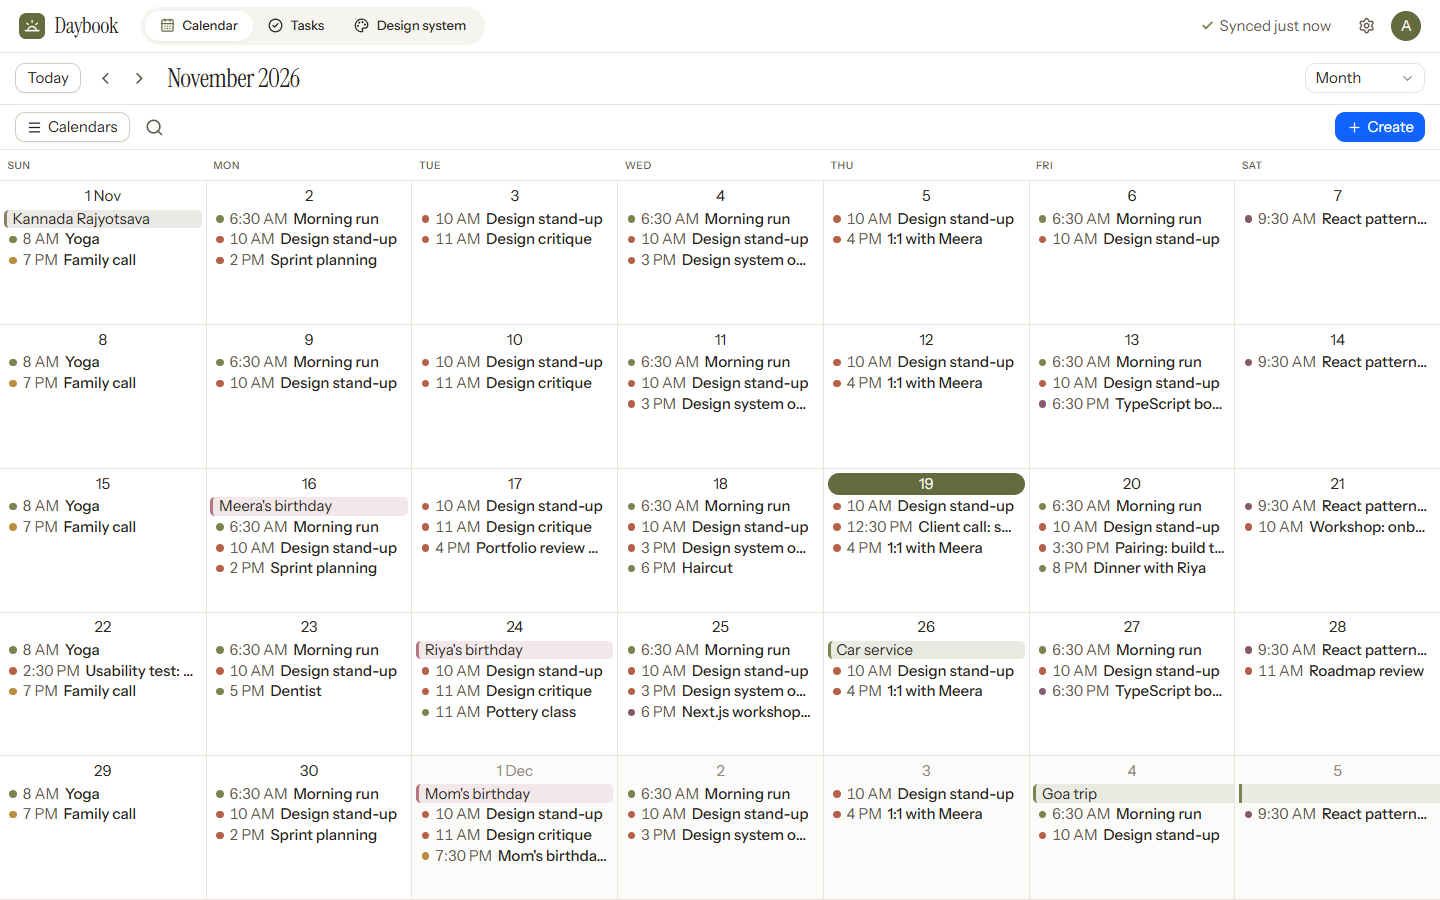 Daybook
Calendar
Tasks
Design system
Synced just now
A
Today
November 2026
Month
Calendars
+ Create
SUN MON TUE WED THU FRI SAT
1 Nov
Kannada Rajyotsava
8 AM Yoga
7 PM Family call
2
6:30 AM Morning run
10 AM Design stand-up
2 PM Sprint planning
3
10 AM Design stand-up
11 AM Design critique
4
6:30 AM Morning run
10 AM Design stand-up
3 PM Design system o...
5
10 AM Design stand-up
4 PM 1:1 with Meera
6
6:30 AM Morning run
10 AM Design stand-up
7
9:30 AM React pattern...
8
8 AM Yoga
7 PM Family call
9
6:30 AM Morning run
10 AM Design stand-up
10
10 AM Design stand-up
11 AM Design critique
11
6:30 AM Morning run
10 AM Design stand-up
3 PM Design system o...
12
10 AM Design stand-up
4 PM 1:1 with Meera
13
6:30 AM Morning run
10 AM Design stand-up
6:30 PM TypeScript bo...
14
9:30 AM React pattern...
15
8 AM Yoga
7 PM Family call
16
Meera's birthday
6:30 AM Morning run
10 AM Design stand-up
2 PM Sprint planning
17
10 AM Design stand-up
11 AM Design critique
4 PM Portfolio review ...
18
6:30 AM Morning run
10 AM Design stand-up
3 PM Design system o...
6 PM Haircut
19
10 AM Design stand-up
12:30 PM Client call: s...
4 PM 1:1 with Meera
20
6:30 AM Morning run
10 AM Design stand-up
3:30 PM Pairing: build t...
8 PM Dinner with Riya
21
9:30 AM React pattern...
10 AM Workshop: onb...
22
8 AM Yoga
2:30 PM Usability test: ...
7 PM Family call
23
6:30 AM Morning run
10 AM Design stand-up
5 PM Dentist
24
Riya's birthday
10 AM Design stand-up
11 AM Design critique
11 AM Pottery class
25
6:30 AM Morning run
10 AM Design stand-up
3 PM Design system o...
6 PM Next.js workshop...
26
Car service
10 AM Design stand-up
4 PM 1:1 with Meera
27
6:30 AM Morning run
10 AM Design stand-up
6:30 PM TypeScript bo...
28
9:30 AM React pattern...
11 AM Roadmap review
29
8 AM Yoga
7 PM Family call
30
6:30 AM Morning run
10 AM Design stand-up
2 PM Sprint planning
1 Dec
Mom's birthday
10 AM Design stand-up
11 AM Design critique
7:30 PM Mom's birthda...
2
6:30 AM Morning run
10 AM Design stand-up
3 PM Design system o...
3
10 AM Design stand-up
4 PM 1:1 with Meera
4
Goa trip
6:30 AM Morning run
10 AM Design stand-up
5
9:30 AM React pattern...